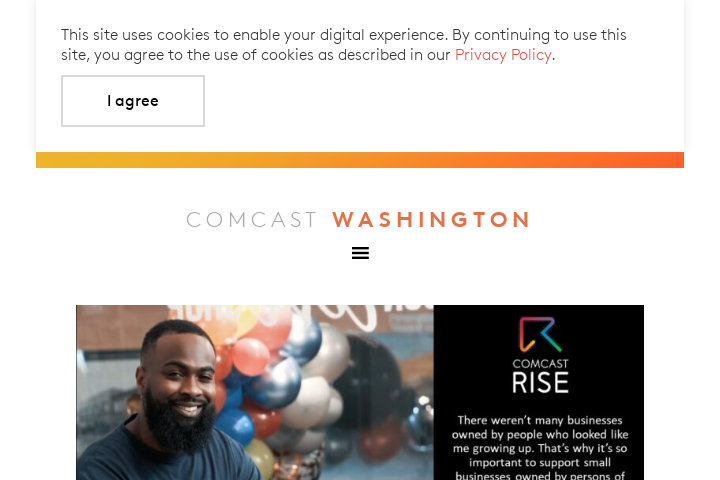 This site uses cookies to enable your digital experience. By continuing to use this
site, you agree to the use of cookies as described in our Privacy Policy.
I agree
COMCAST WASHINGTON
COMCAST
RISE
There weren't many businesses
owned by people who looked like
me growing up. That's why it's so
important to support small
businesses owned by persons of